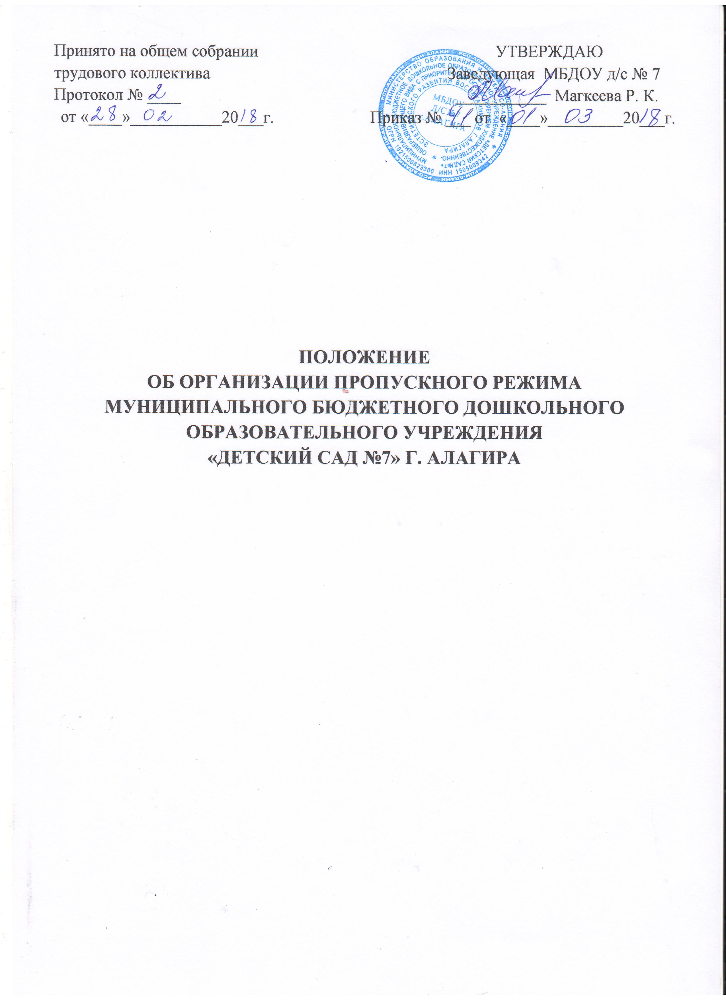 Принято на общем собрании
трудового коллектива
Протокол № 2
от «28» 02 2018 г.
УТВЕРЖДАЮ
Заведующая МБДОУ д/с № 7
Магкеева Р. К.
Приказ № 41 от «01» 03 2018 г.
МБДОУ
Д/С №7
г. АЛАГИРА
ОГРН 1021500823300 ИНН 1505009342
ПОЛОЖЕНИЕ
ОБ ОРГАНИЗАЦИИ ПРОПУСКНОГО РЕЖИМА
МУНИЦИПАЛЬНОГО БЮДЖЕТНОГО ДОШКОЛЬНОГО
ОБРАЗОВАТЕЛЬНОГО УЧРЕЖДЕНИЯ
«ДЕТСКИЙ САД №7» Г. АЛАГИРА